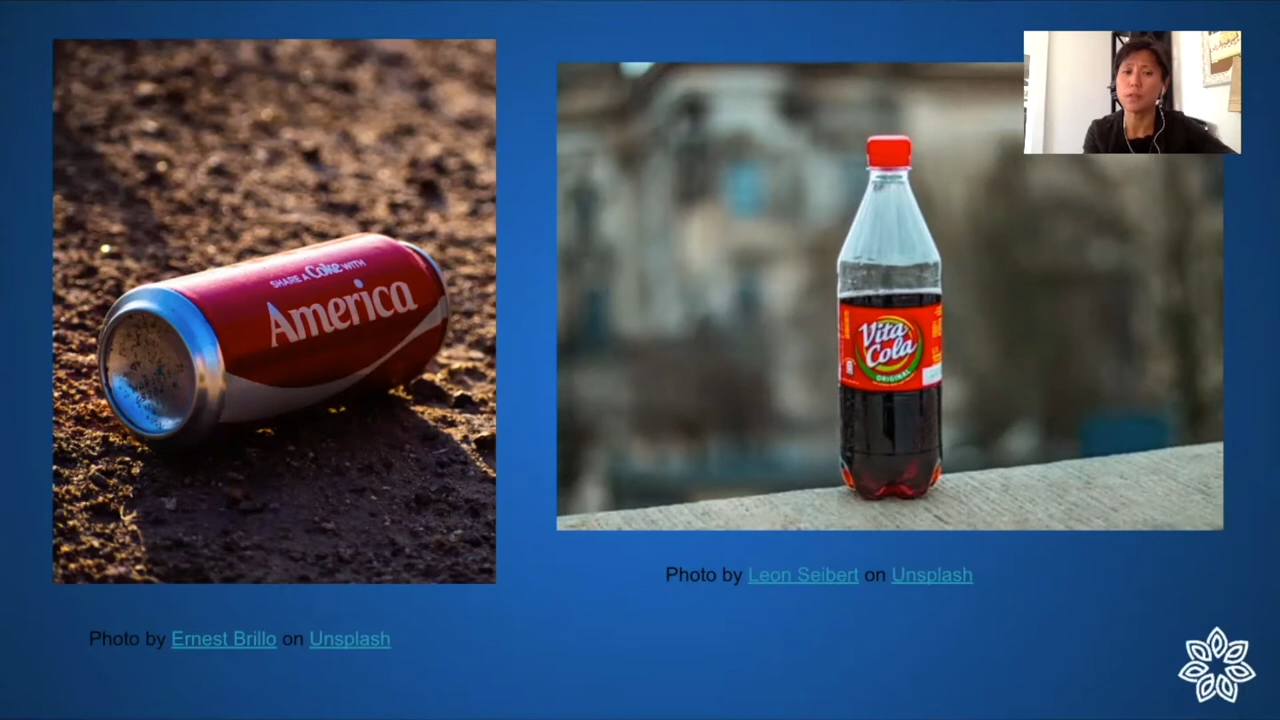 SHARE A Coke WITH
America
Vita
Cola
ORIGINAL
Photo by Leon Seibert on Unsplash
Photo by Ernest Brillo on Unsplash